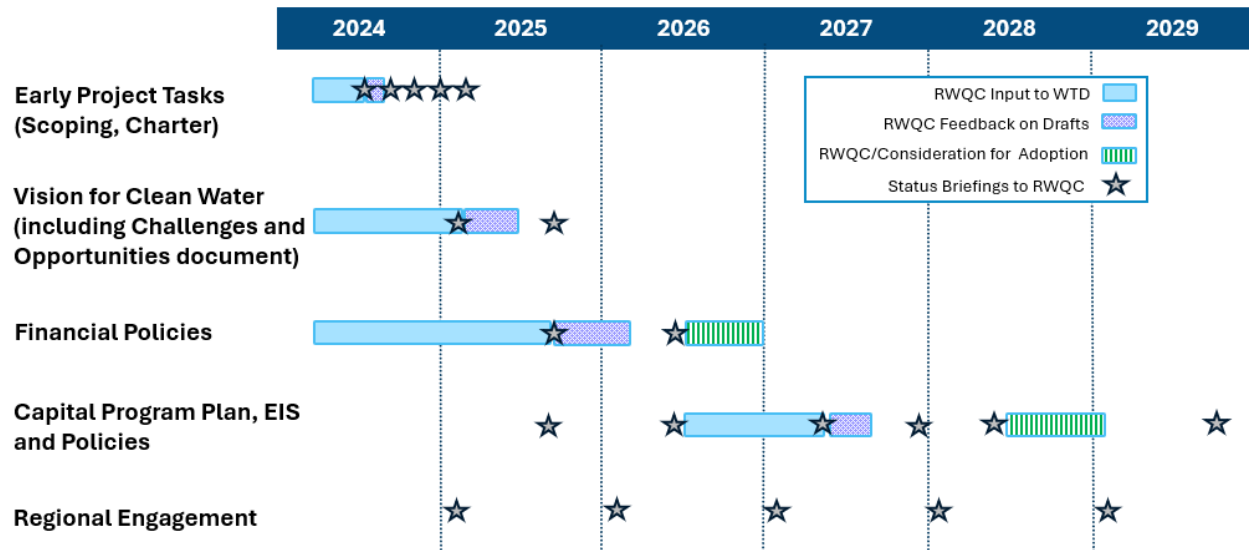 2024 2025 2026 2027 2028 2029
Early Project Tasks
(Scoping, Charter)
RWQC Input to WTD
RWQC Feedback on Drafts
RWQC/Consideration for Adoption
Status Briefings to RWQC
Vision for Clean Water
(including Challenges and
Opportunities document)
Financial Policies
Capital Program Plan, EIS
and Policies
Regional Engagement